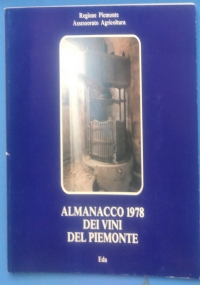 Regione Piemonte
Assessorato Agricoltura
ALMANACCO 1978
DEI VINI
DEL PIEMONTE
Eda